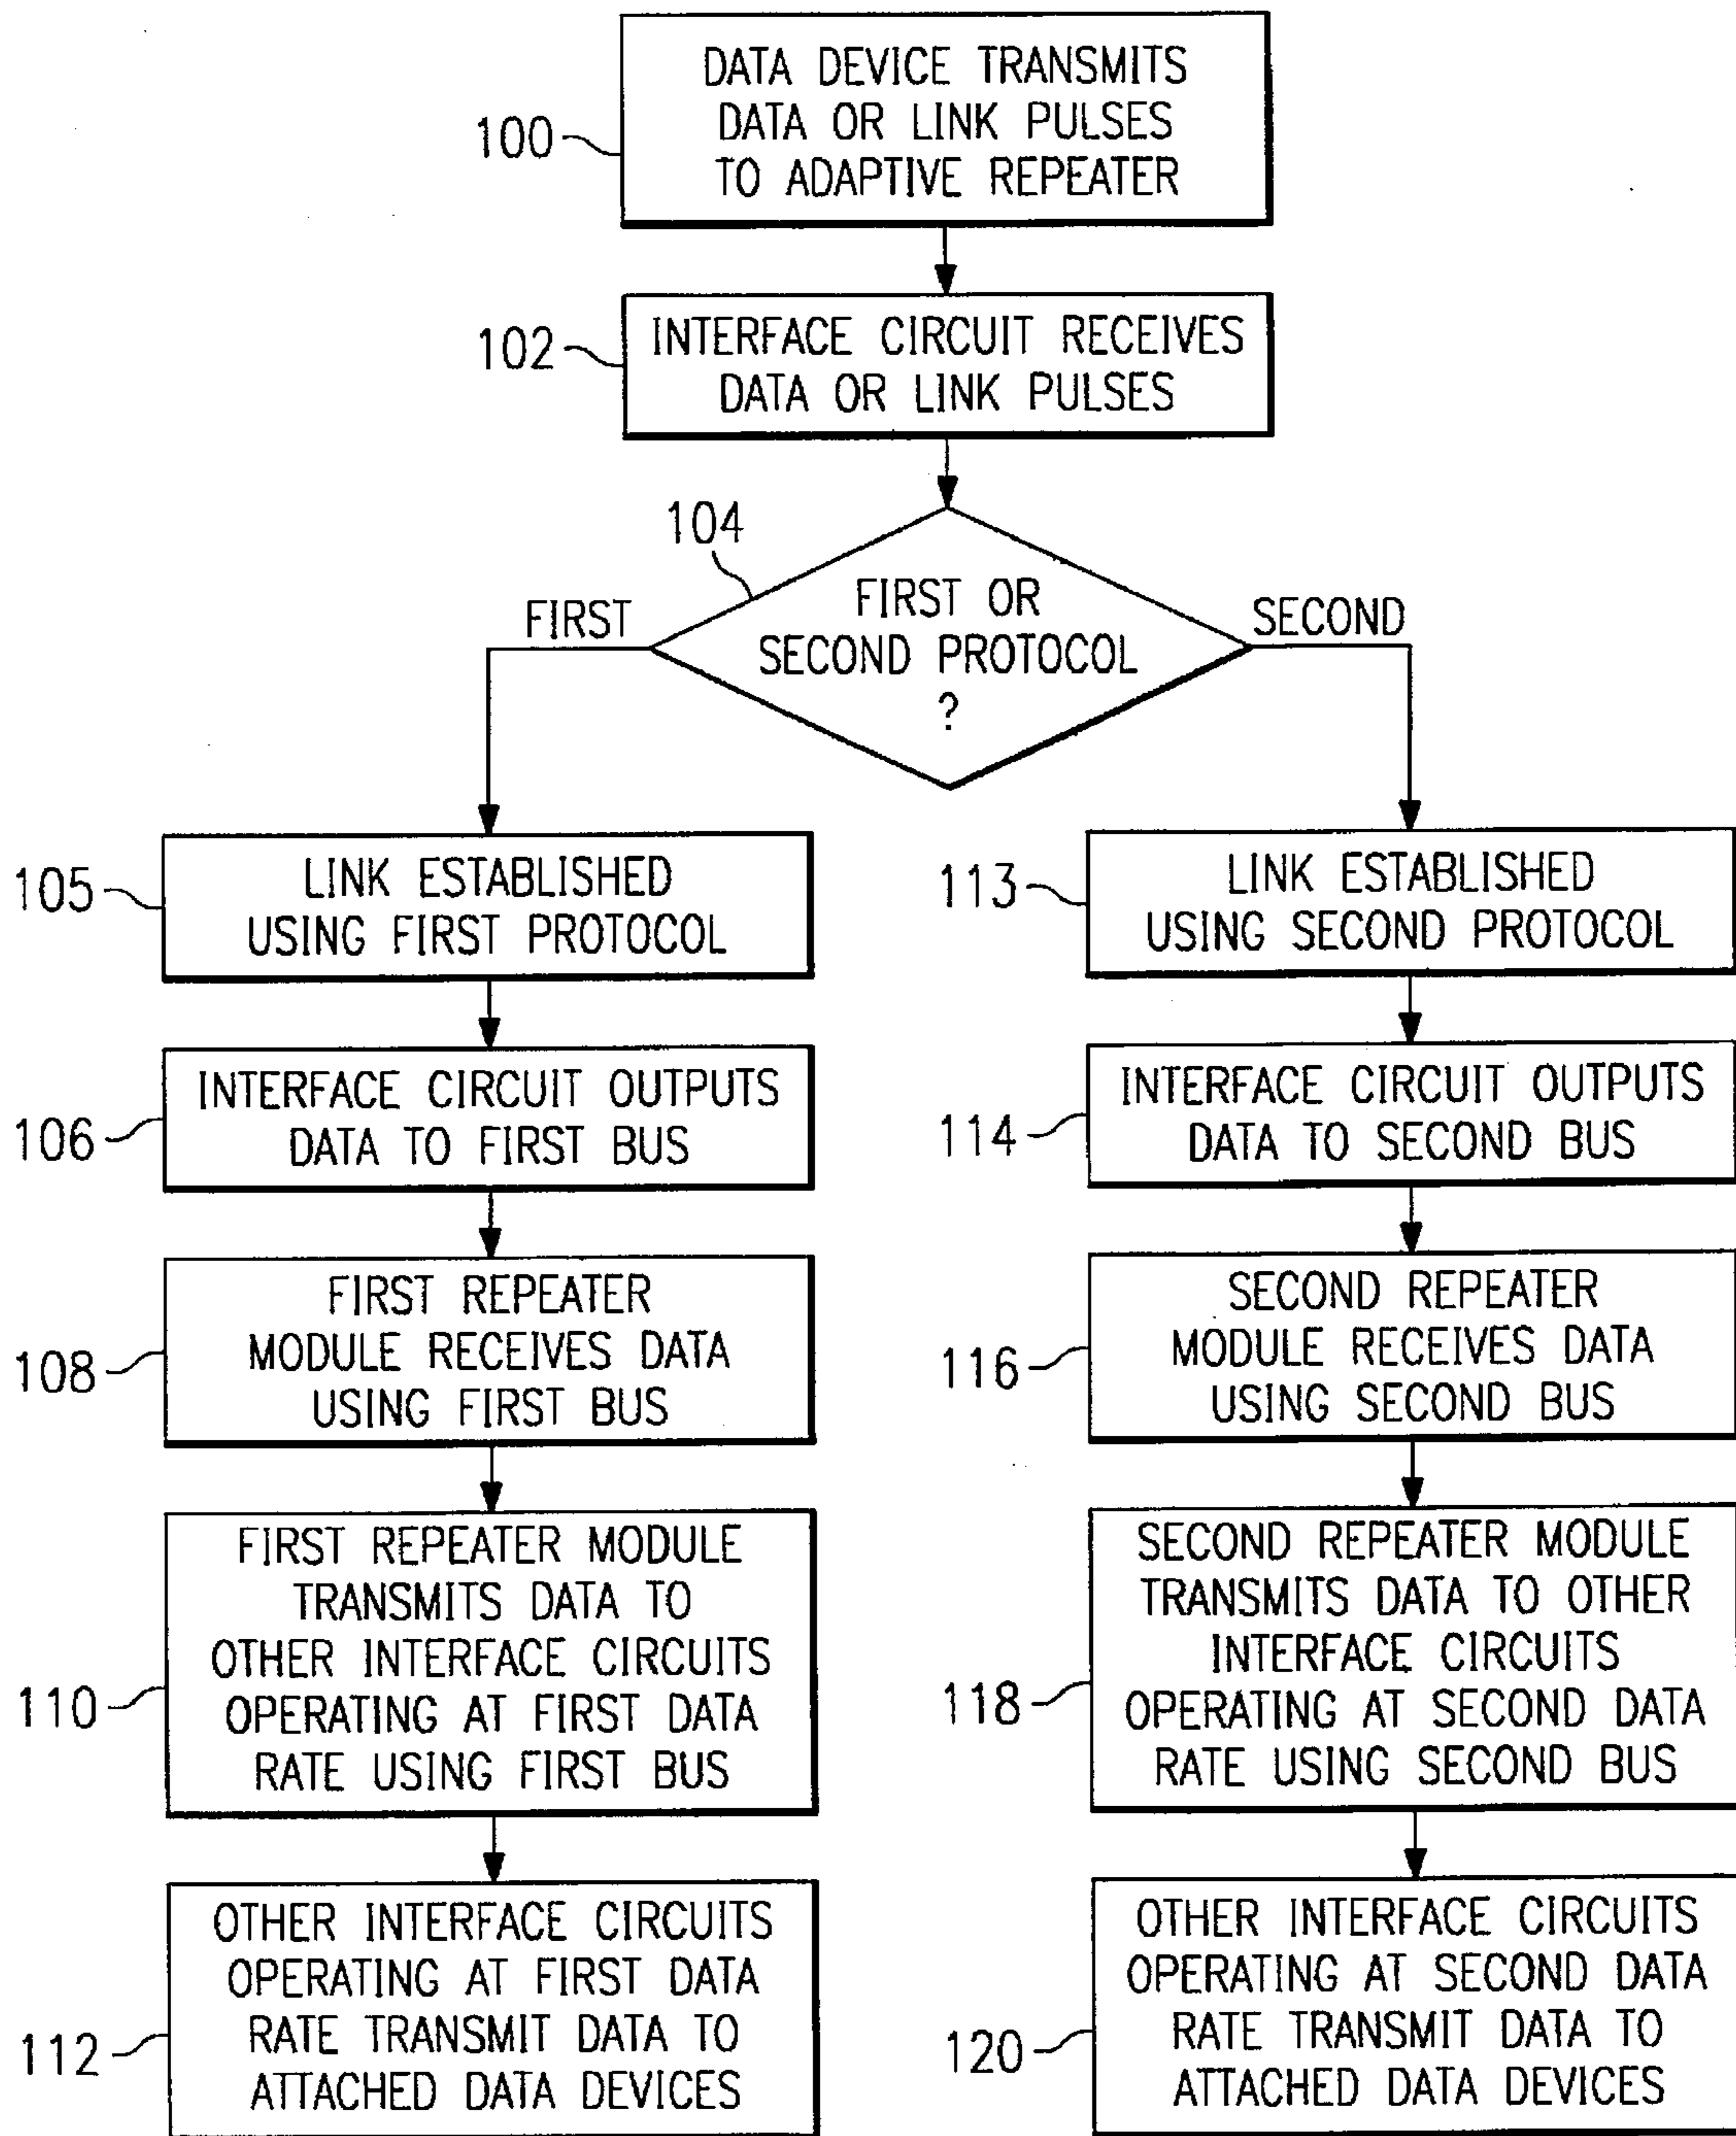 DATA DEVICE TRANSMITS
DATA OR LINK PULSES
TO ADAPTIVE REPEATER
100
INTERFACE CIRCUIT RECEIVES
DATA OR LINK PULSES
102
104
FIRST OR
SECOND PROTOCOL
?
FIRST
SECOND
105
LINK ESTABLISHED
USING FIRST PROTOCOL
106
INTERFACE CIRCUIT OUTPUTS
DATA TO FIRST BUS
108
FIRST REPEATER
MODULE RECEIVES DATA
USING FIRST BUS
110
FIRST REPEATER MODULE
TRANSMITS DATA TO
OTHER INTERFACE CIRCUITS
OPERATING AT FIRST DATA
RATE USING FIRST BUS
112
OTHER INTERFACE CIRCUITS
OPERATING AT FIRST DATA
RATE TRANSMIT DATA TO
ATTACHED DATA DEVICES
113
LINK ESTABLISHED
USING SECOND PROTOCOL
114
INTERFACE CIRCUIT OUTPUTS
DATA TO SECOND BUS
116
SECOND REPEATER
MODULE RECEIVES DATA
USING SECOND BUS
118
SECOND REPEATER MODULE
TRANSMITS DATA TO OTHER
INTERFACE CIRCUITS
OPERATING AT SECOND DATA
RATE USING SECOND BUS
120
OTHER INTERFACE CIRCUITS
OPERATING AT SECOND DATA
RATE TRANSMIT DATA TO
ATTACHED DATA DEVICES